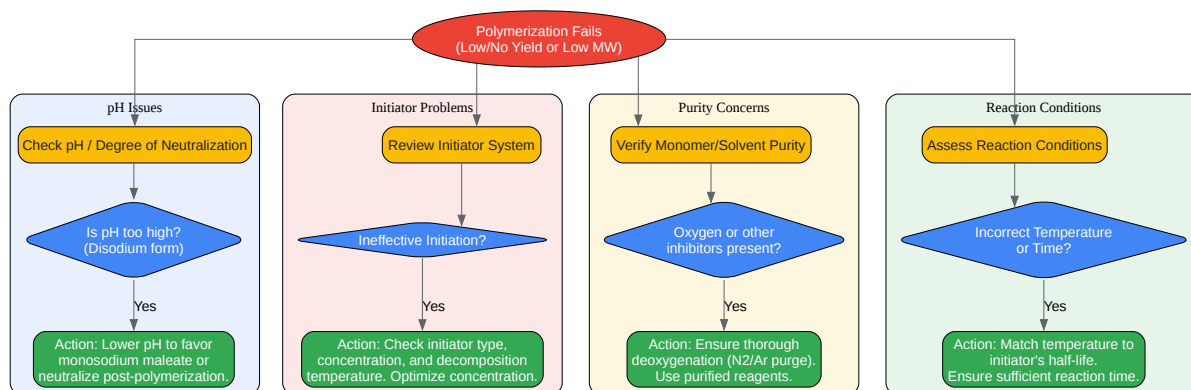 Polymerization Fails
(Low/No Yield or Low MW)
pH Issues
Check pH / Degree of Neutralization
Is pH too high?
(Disodium form)
Yes
Action: Lower pH to favor
monosodium maleate or
neutralize post-polymerization.
Initiator Problems
Review Initiator System
Ineffective Initiation?
Yes
Action: Check initiator type,
concentration, and decomposition
temperature. Optimize concentration.
Purity Concerns
Verify Monomer/Solvent Purity
Oxygen or other
inhibitors present?
Yes
Action: Ensure thorough
deoxygenation (N2/Ar purge).
Use purified reagents.
Reaction Conditions
Assess Reaction Conditions
Incorrect Temperature
or Time?
Yes
Action: Match temperature to
initiator's half-life.
Ensure sufficient reaction time.